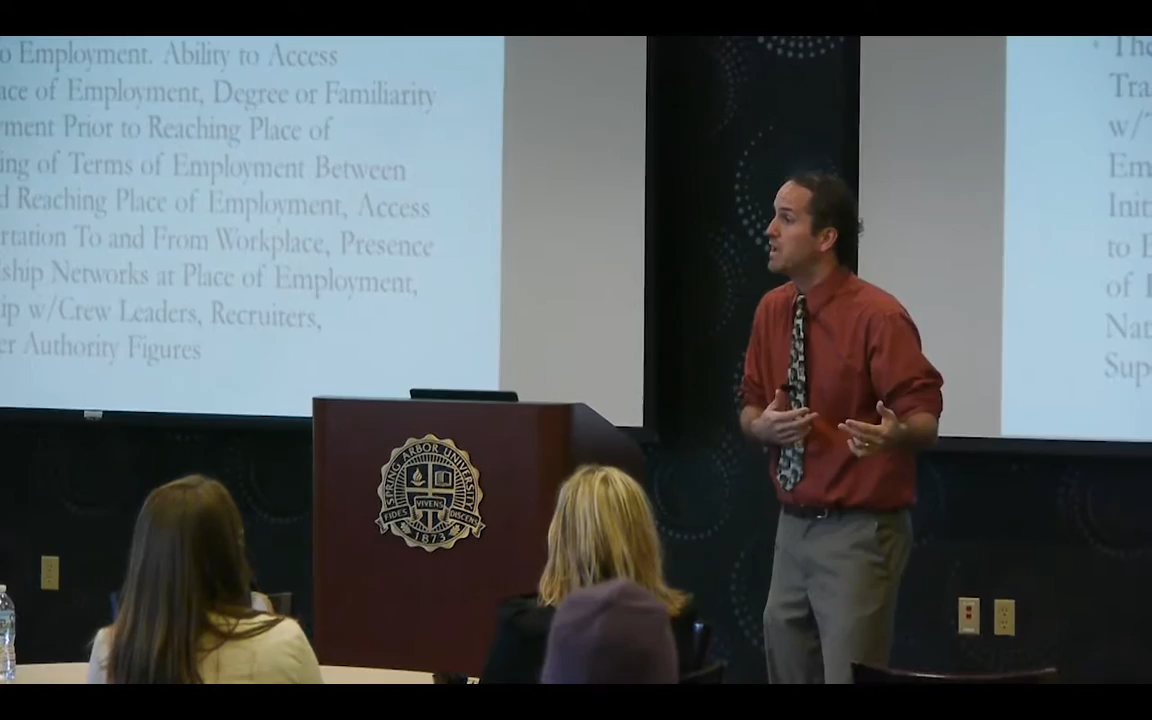 o Employment. Ability to Access
ace of Employment, Degree or Familiarity
yment Prior to Reaching Place of
ing of Terms of Employment Between
d Reaching Place of Employment, Access
rtation To and From Workplace, Presence
ship Networks at Place of Employment,
ip w/Crew Leaders, Recruiters,
er Authority Figures
SPRING ARBOR UNIVERSITY
VIVENS
FIDES DISCENS
1873
• The
Tra
w/T
Em
Init
to E
of I
Nat
Sup